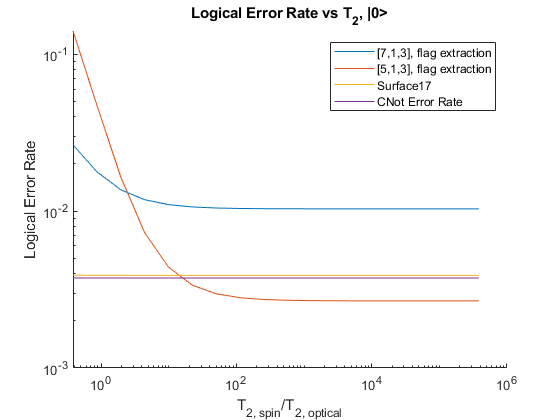 Logical Error Rate vs T2, |0>
[7,1,3], flag extraction
[5,1,3], flag extraction
Surface17
CNot Error Rate
Logical Error Rate
10^-1
10^-2
10^-3
10^0
10^2
10^4
10^6
T2, spin/T2, optical